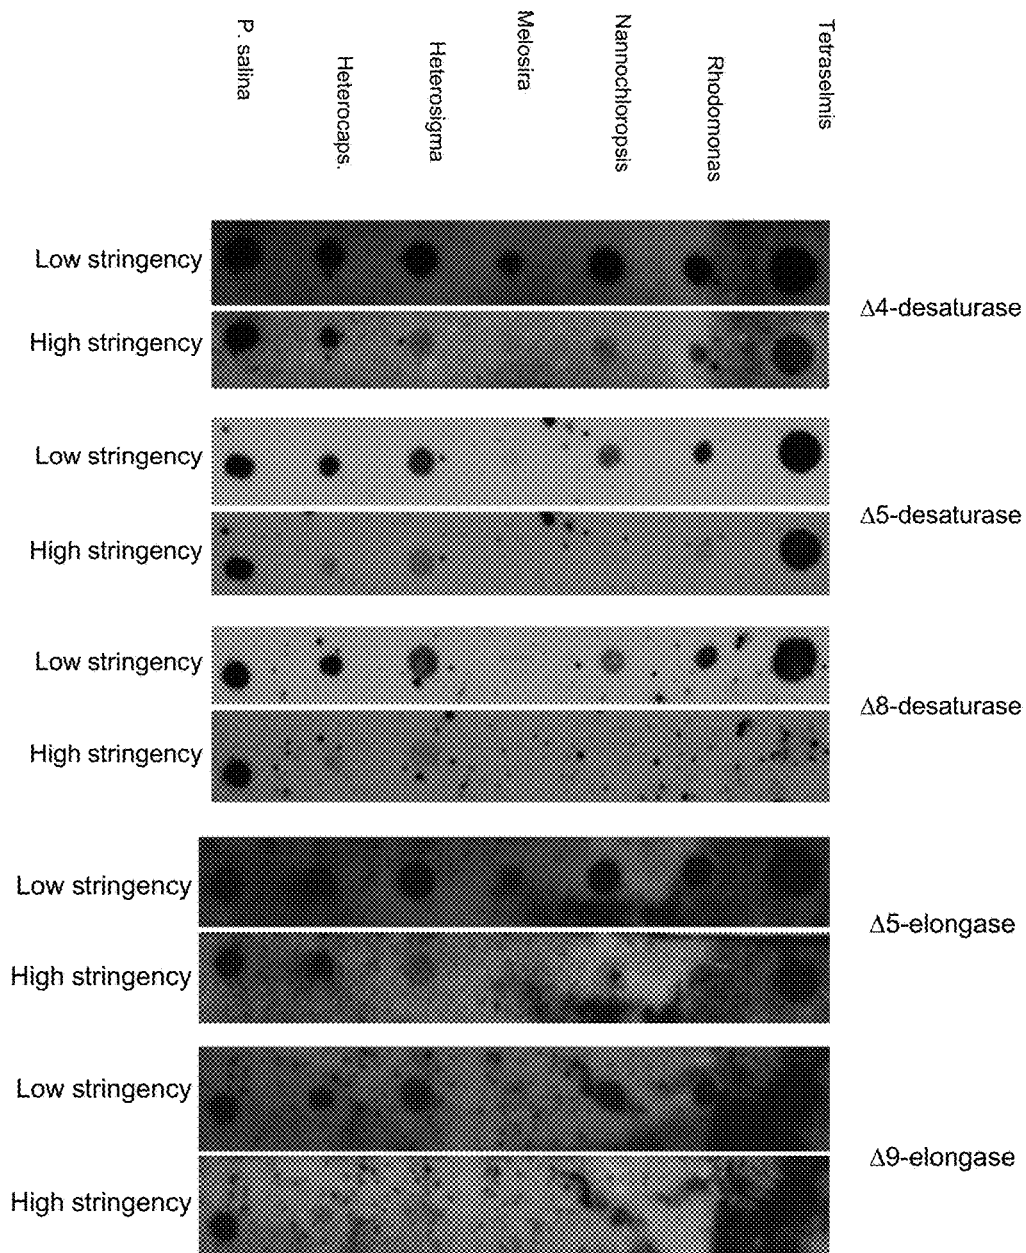 P. salina
Heterocaps.
Heterosigma
Melosira
Nannochloropsis
Rhodomonas
Tetraselmis
Low stringency
High stringency
Δ4-desaturase
Low stringency
High stringency
Δ5-desaturase
Low stringency
High stringency
Δ8-desaturase
Low stringency
High stringency
Δ5-elongase
Low stringency
High stringency
Δ9-elongase